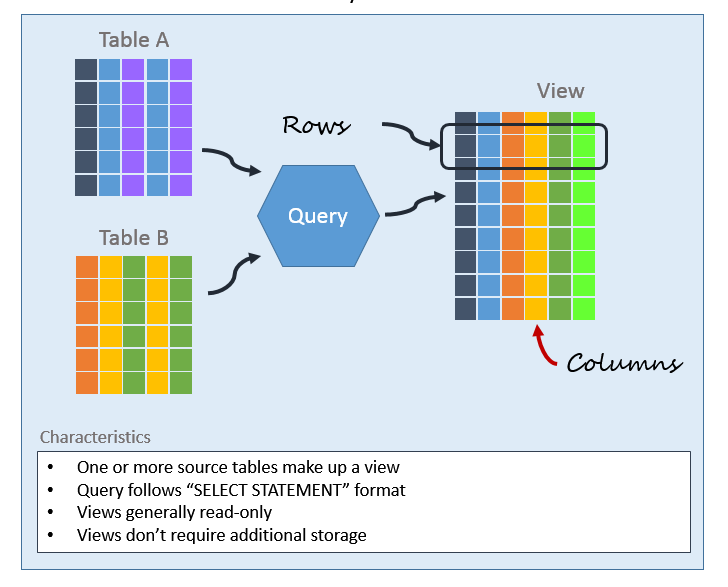 Table A
View
Rows
Query
Table B
Columns
Characteristics
• One or more source tables make up a view
• Query follows “SELECT STATEMENT” format
• Views generally read-only
• Views don’t require additional storage